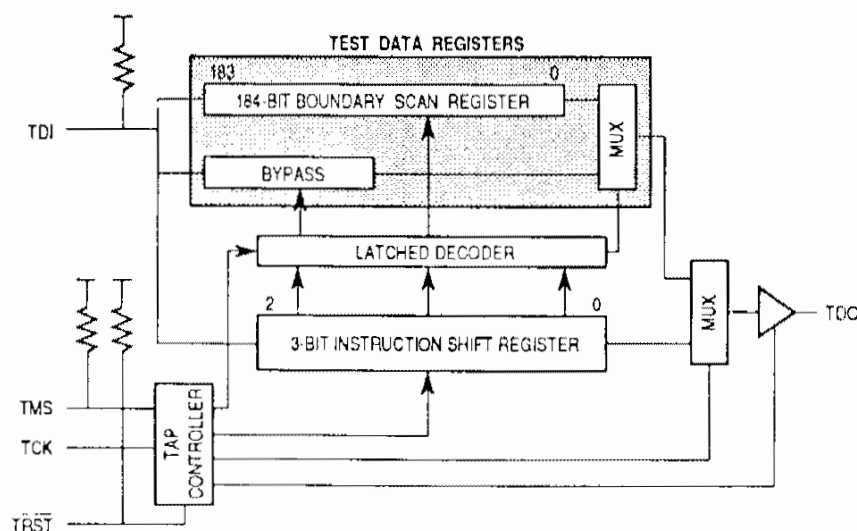 TEST DATA REGISTERS
183
0
184-BIT BOUNDARY SCAN REGISTER
TDI
MUX
BYPASS
LATCHED DECODER
2
0
3-BIT INSTRUCTION SHIFT REGISTER
MUX
TDO
TMS
TCK
TAP
CONTROLLER
TRST